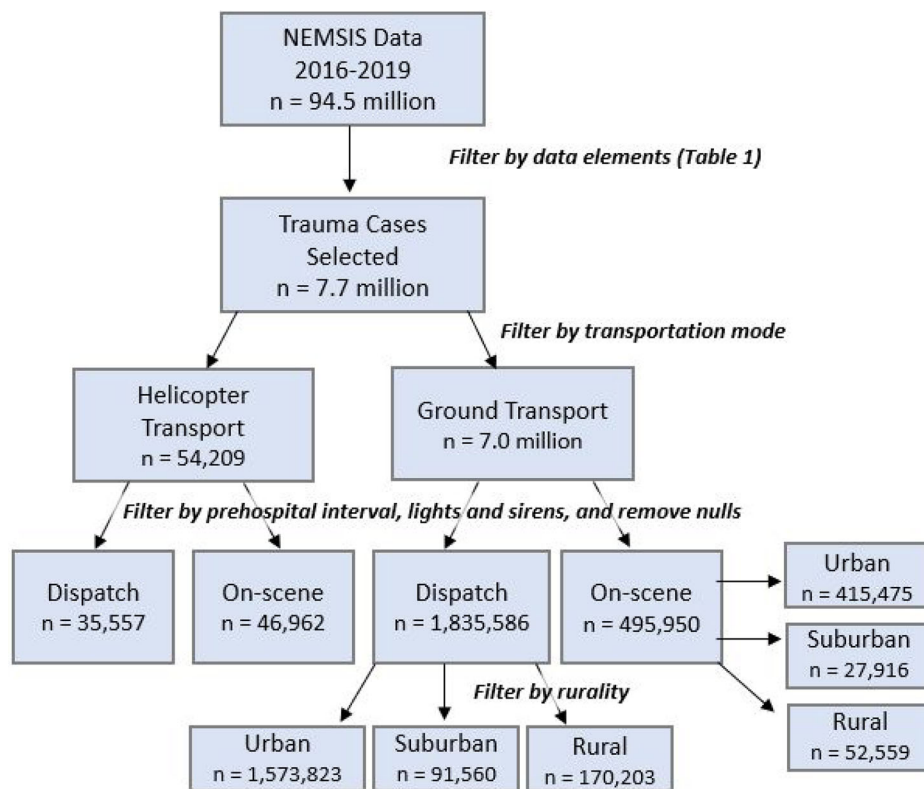 NEMSIS Data
2016-2019
n = 94.5 million
Filter by data elements (Table 1)
Trauma Cases
Selected
n = 7.7 million
Filter by transportation mode
Helicopter
Transport
n = 54,209
Ground Transport
n = 7.0 million
Filter by prehospital interval, lights and sirens, and remove nulls
Dispatch
n = 35,557
On-scene
n = 46,962
Dispatch
n = 1,835,586
On-scene
n = 495,950
Urban
n = 415,475
Suburban
n = 27,916
Rural
n = 52,559
Filter by rurality
Urban
n = 1,573,823
Suburban
n = 91,560
Rural
n = 170,203